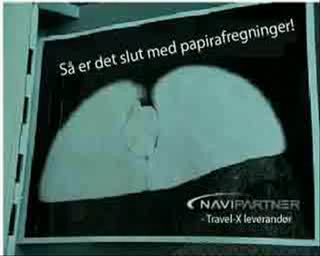 Så er det slut med papirafregninger!
NAVIPARTNER
- Travel-X leverandør